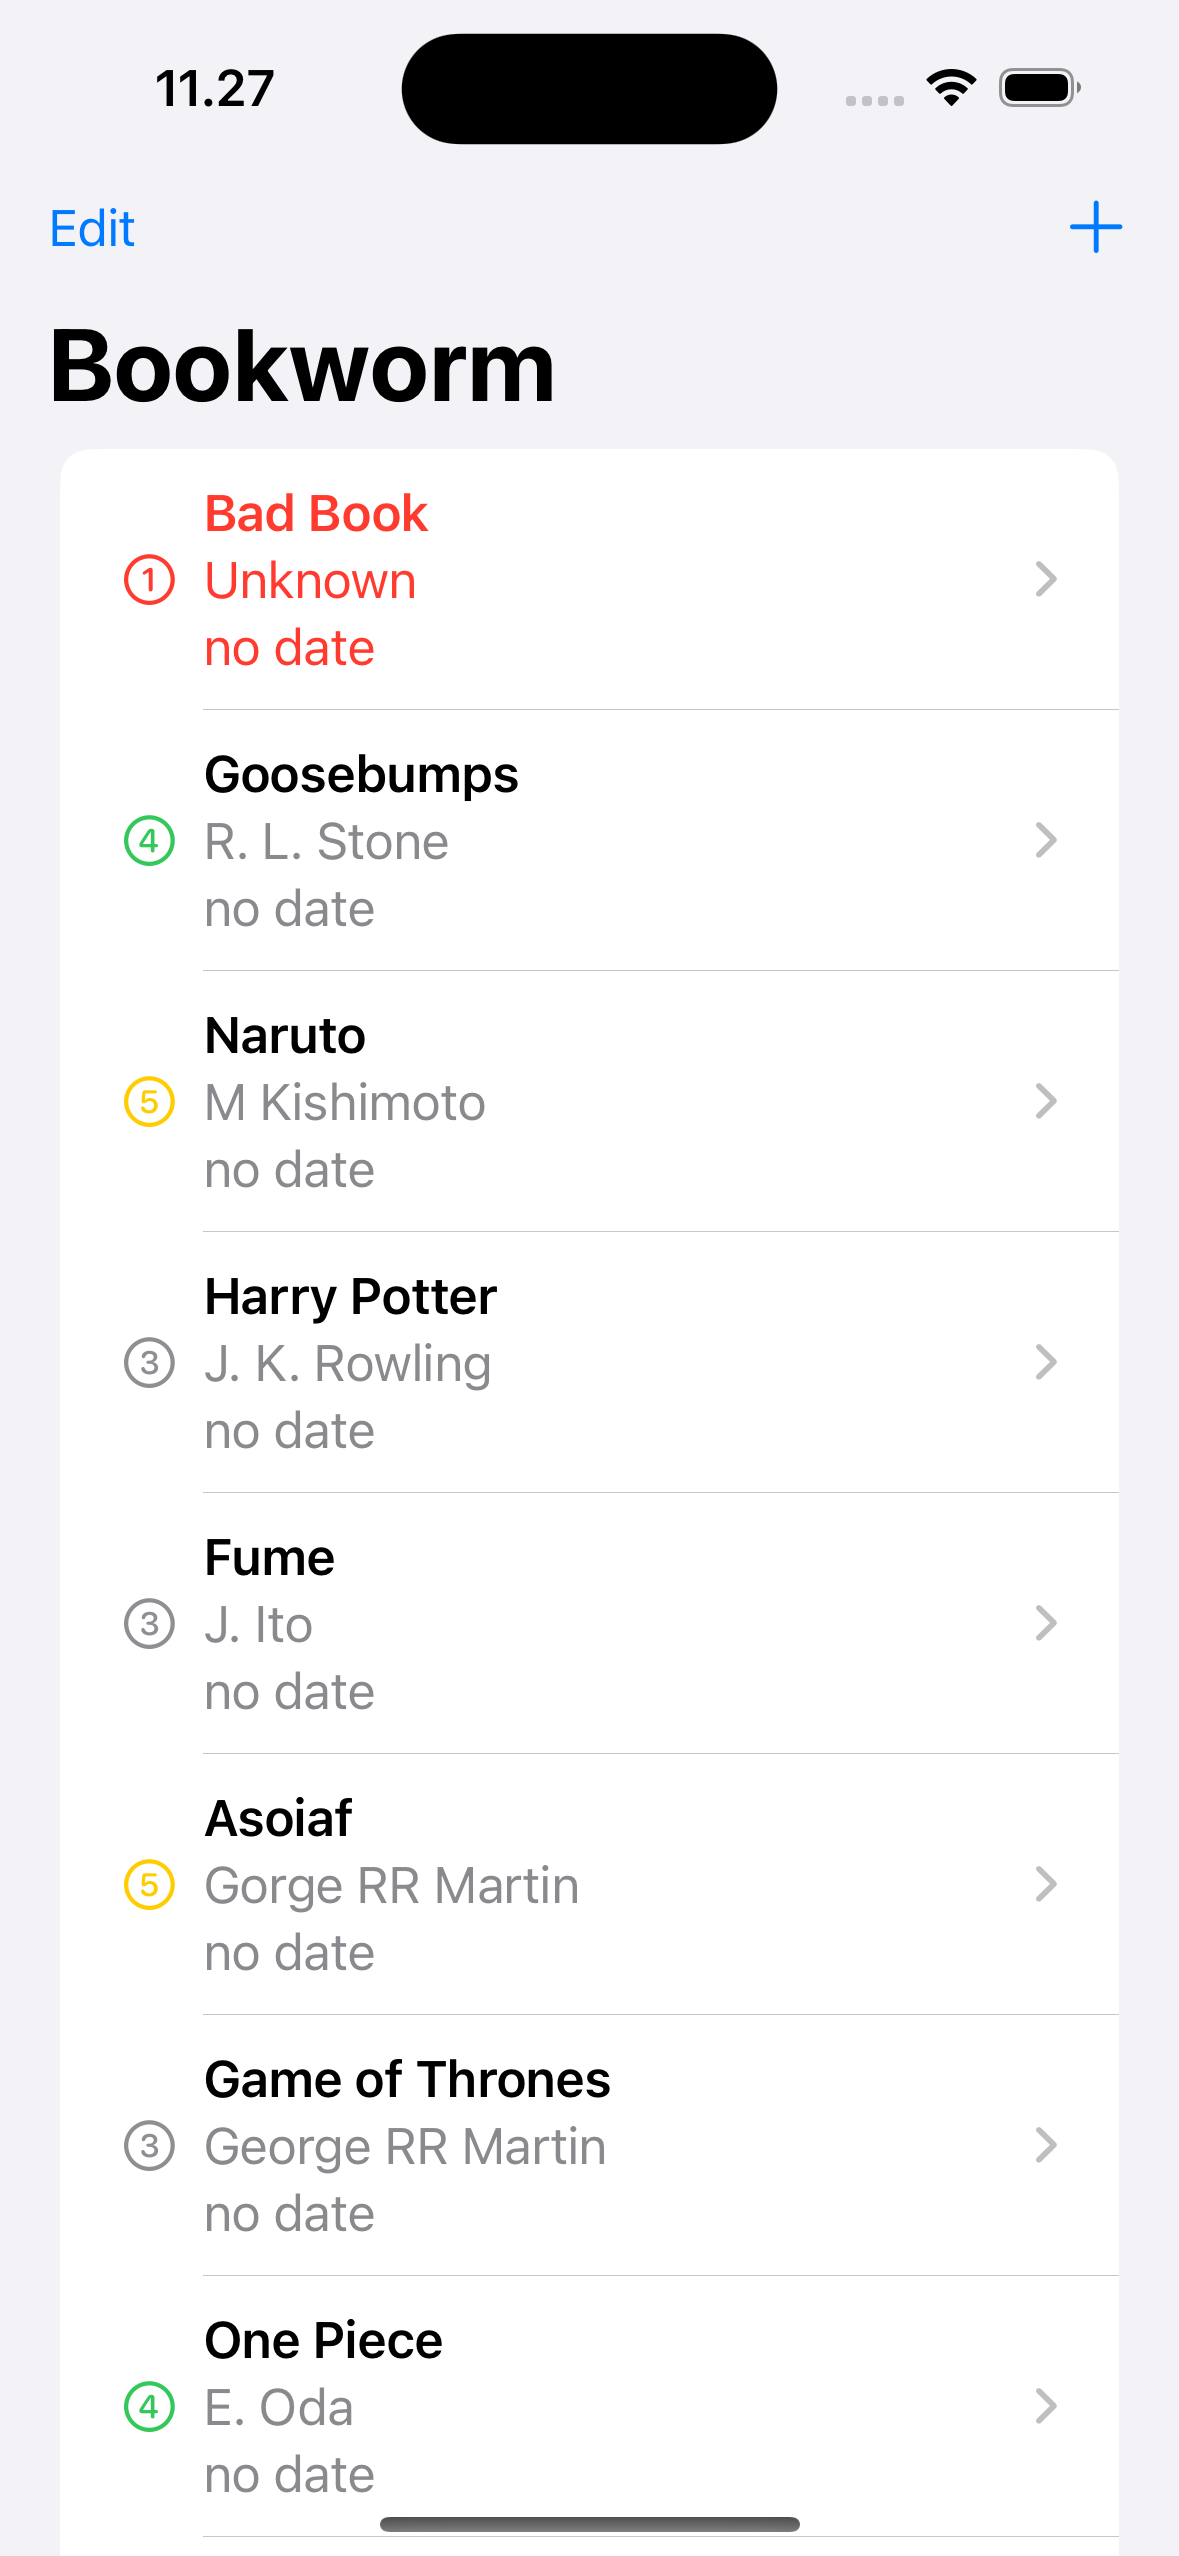 11.27
Edit
Bookworm
Bad Book
1
Unknown
no date
Goosebumps
4
R. L. Stone
no date
Naruto
5
M Kishimoto
no date
Harry Potter
3
J. K. Rowling
no date
Fume
3
J. Ito
no date
Asoiaf
5
Gorge RR Martin
no date
Game of Thrones
3
George RR Martin
no date
One Piece
4
E. Oda
no date